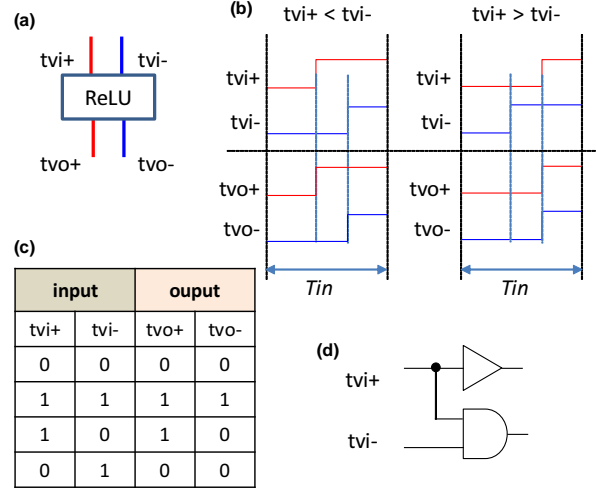 (a)
tvi+ tvi-
ReLU
tvo+ tvo-
(b)
tvi+ < tvi- tvi+ > tvi-
tvi+ tvi+
tvi- tvi-
tvo+ tvo+
tvo- tvo-
Tin Tin
(c)
input ouput
tvi+ tvi- tvo+ tvo-
0 0 0 0
1 1 1 1
1 0 1 0
0 1 0 0
(d)
tvi+
tvi-